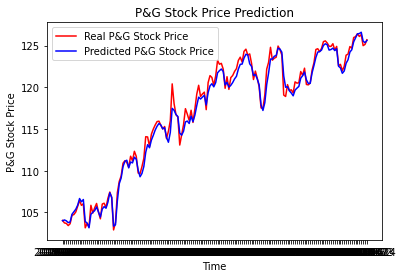 P&G Stock Price Prediction
Real P&G Stock Price
Predicted P&G Stock Price
P&G Stock Price
125
120
115
110
105
Time